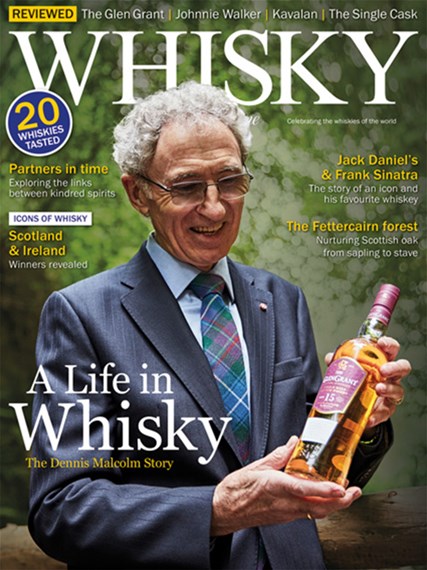 REVIEWED The Glen Grant | Johnnie Walker | Kavalan | The Single Cask
WHISKY
Celebrating the whiskies of the world
20
WHISKIES
TASTED
Partners in time
Exploring the links
between kindred spirits
ICONS OF WHISKY
Scotland
& Ireland
Winners revealed
Jack Daniel's
& Frank Sinatra
The story of an icon and
his favourite whiskey
The Fettercairn forest
Nurturing Scottish oak
from sapling to stave
A Life in
Whisky
The Dennis Malcolm Story
GLENGRANT
15